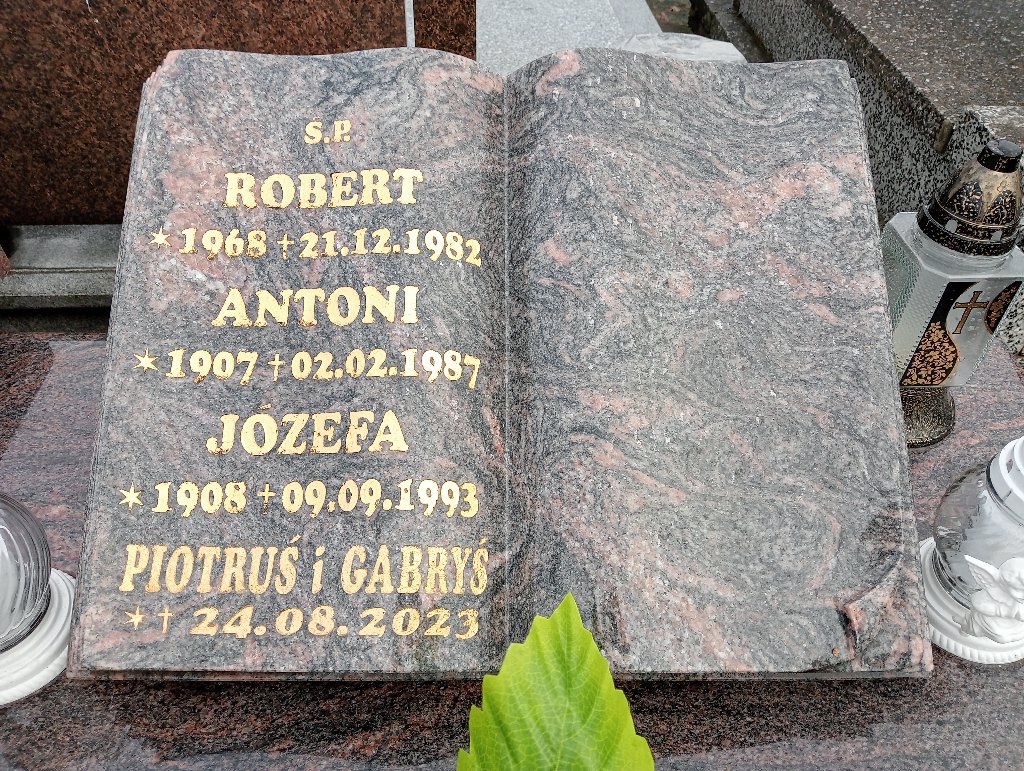 S.P.
ROBERT
✶ 1968 † 21.12.1982
ANTONI
✶ 1907 † 02.02.1987
JÓZEFA
✶ 1908 † 09.09.1993
PIOTRUŚ i GABRYŚ
✶ † 24.08.2023